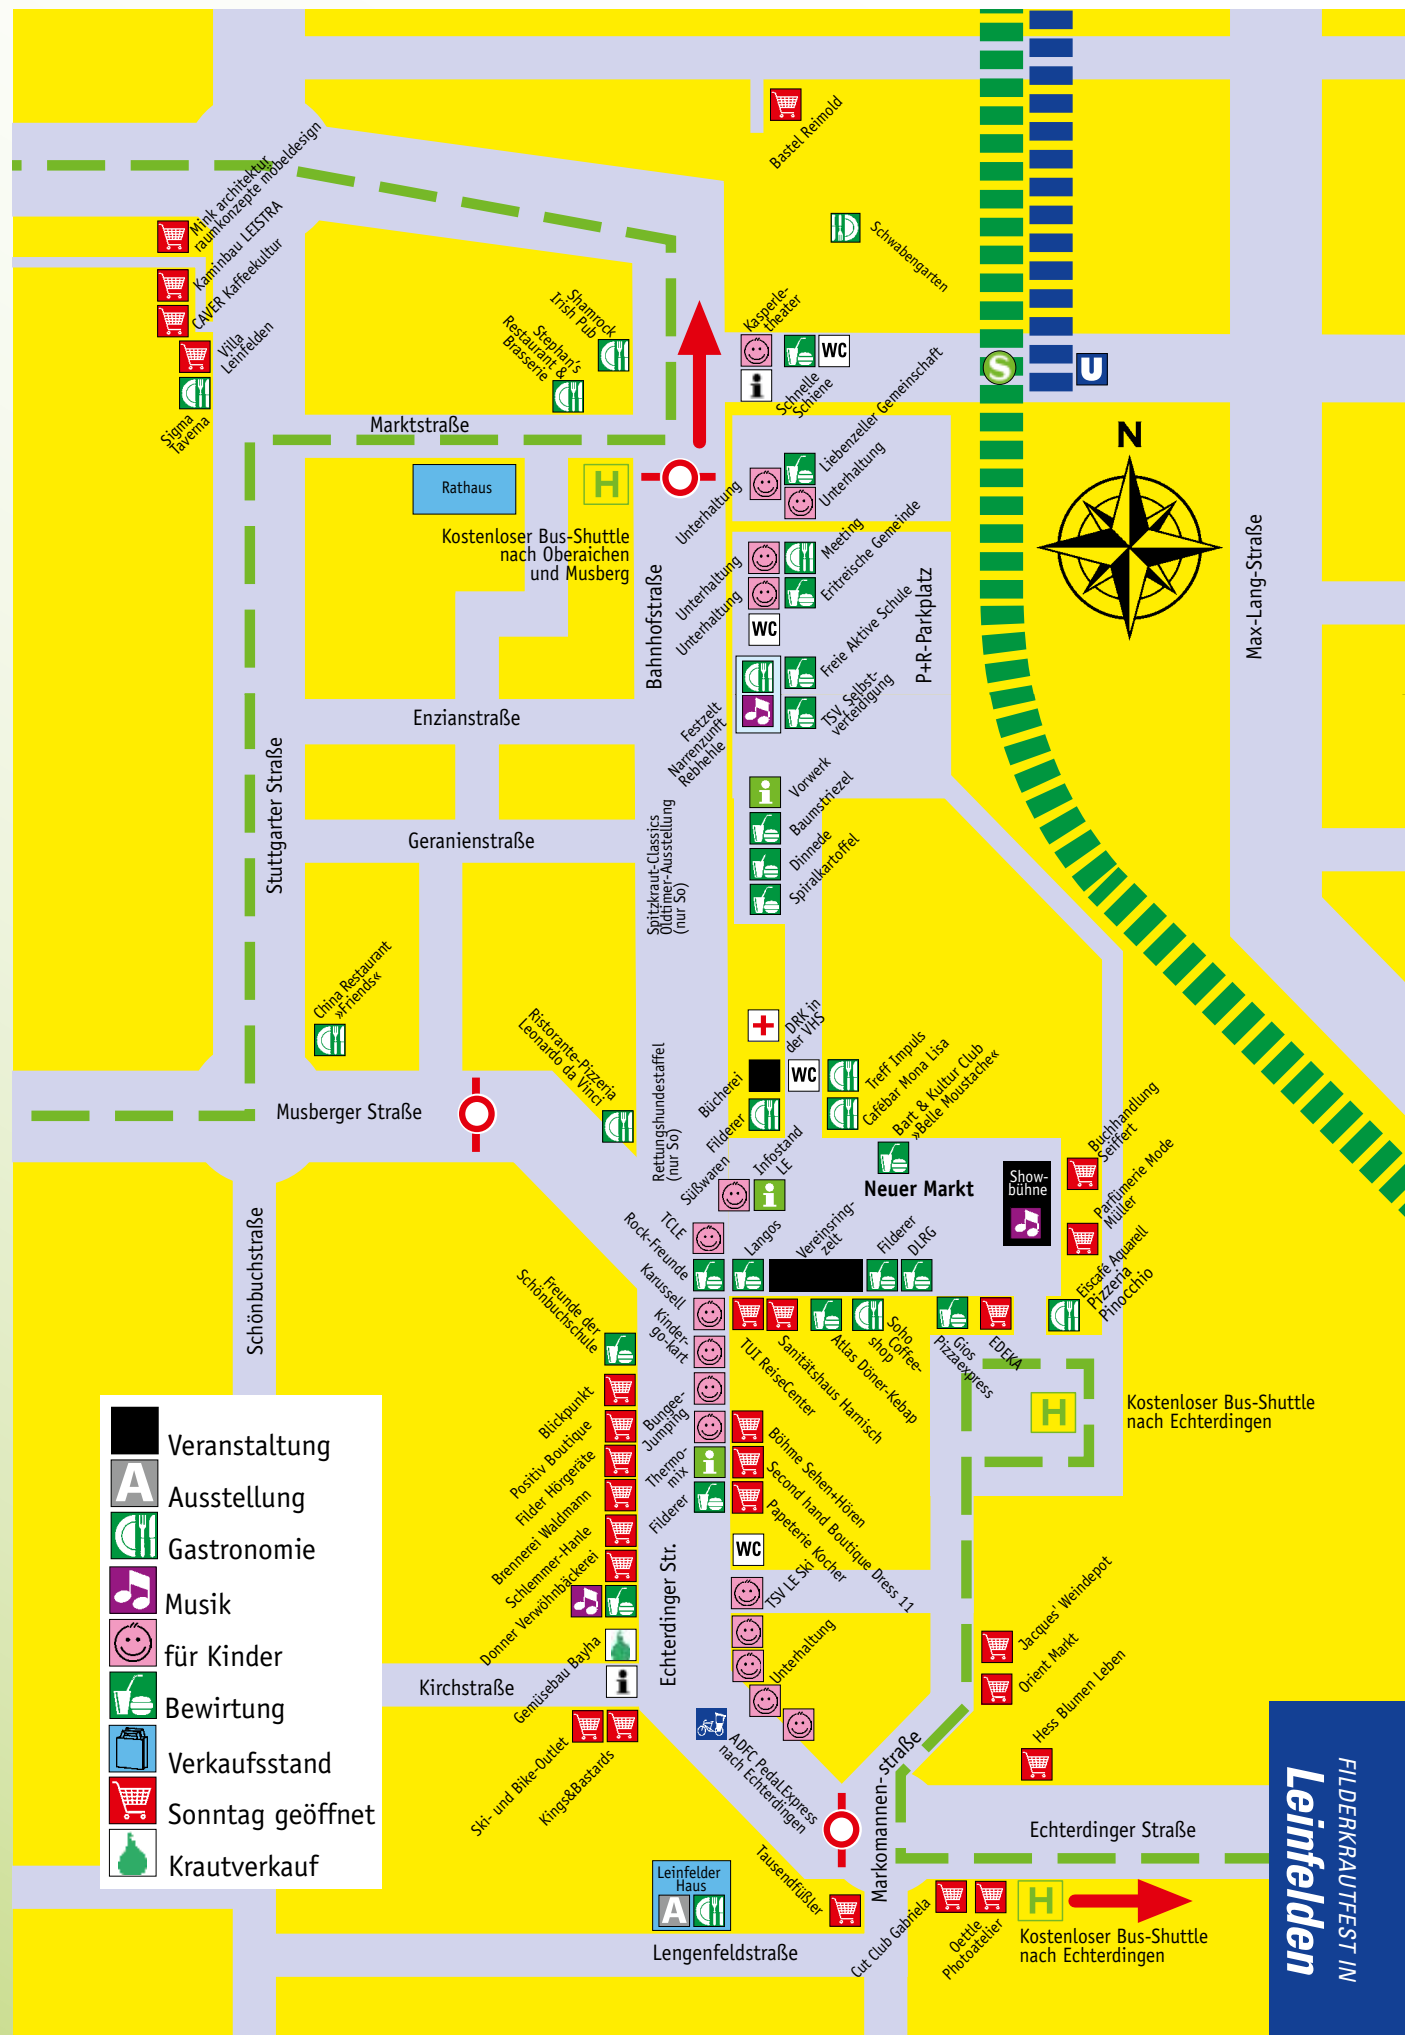 Bastel Reimold
Mink architektur
raumkonzepte möbeldesign
Kaminbau LEISTRA
CAVER Kaffeekultur
Villa
Leinfelden
Sigma
Taverna
Schwabengarten
Shamrock
Irish Pub
Stephan's
Restaurant &
Brasserie
Kasperle-
theater
WC
i
Schnelle
Schiene
S
U
Marktstraße
Rathaus
H
Kostenloser Bus-Shuttle
nach Oberaichen
und Musberg
Liebenzeller Gemeinschaft
Unterhaltung
Unterhaltung
N
Meeting
Eritreische Gemeinde
Unterhaltung
Unterhaltung
WC
Freie Aktive Schule
TSV Selbst-
verteidigung
Festzelt
Narrenzunft
Rebhehle
P+R-Parkplatz
Bahnhofstraße
Max-Lang-Straße
Enzianstraße
Stuttgarter Straße
Geranienstraße
Spitzkraut-Classics
Oldtimer-Ausstellung
(nur So)
i
Vorwerk
Baumstriezel
Dinnede
Spiralkartoffel
China Restaurant
»Friends«
Ristorante-Pizzeria
Leonardo da Vinci
Musberger Straße
Rettungshundestaffel
(nur So)
DRK in
der VHS
Bücherei
WC
Filderer
Treff Impuls
Cafébar Mona Lisa
Bart & Kultur Club
»Belle Moustache«
Süßwaren
Infostand
LE
i
Neuer Markt
Show-
bühne
Buchhandlung
Seiffert
Parfümerie Mode
Müller
Eiscafé Aquarell
Pizzeria
Pinocchio
TCLE
Rock-Freunde
Langos
Vereinsring-
zelt
Filderer
DLRG
Karussell
Kinder-
go-kart
TUI ReiseCenter
Sanitätshaus Harnisch
Atlas Döner-Kebap
Soho
Coffee-
shop
Gios
Pizzaexpress
EDEKA
H
Kostenloser Bus-Shuttle
nach Echterdingen
Schönbuchstraße
Freunde der
Schönbuchschule
Blickpunkt
Positiv Boutique
Filder Hörgeräte
Brennerei Waldmann
Schlemmer-Hanle
Donner Verwöhnbäckerei
Gemüsebau Bayha
Bungee-
Jumping
Thermo-
mix
i
Filderer
Böhme Sehen+Hören
Second hand Boutique Dress 11
Papeterie Kocher
WC
TSV LE Ski
Unterhaltung
Echterdinger Str.
Kirchstraße
i
Ski- und Bike-Outlet
Kings&Bastards
ADFC PedaLExpress
nach Echterdingen
Jacques' Weindepot
Orient Markt
Hess Blumen Leben
Markomannen-straße
Echterdinger Straße
Tausendfüßler
Cut Club Gabriela
Oettle
Photoatelier
H
Kostenloser Bus-Shuttle
nach Echterdingen
Leinfelder
Haus
A
Lengenfeldstraße
Veranstaltung
A Ausstellung
Gastronomie
Musik
für Kinder
Bewirtung
Verkaufsstand
Sonntag geöffnet
Krautverkauf
FILDERKRAUTFEST IN
Leinfelden